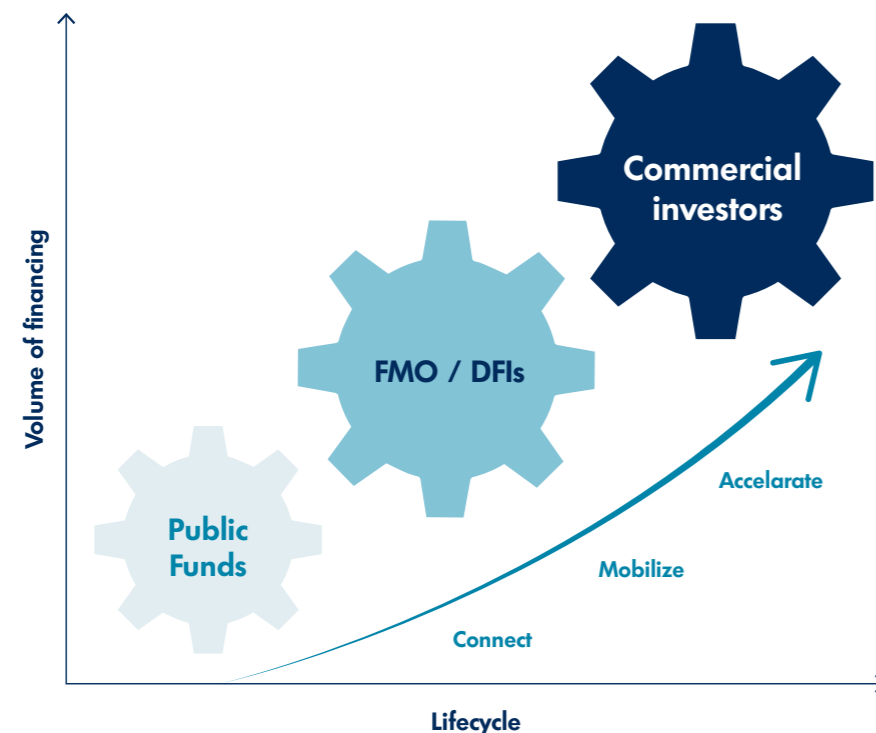 Commercial
investors
FMO / DFIs
Public
Funds
Volume of financing
Accelarate
Mobilize
Connect
Lifecycle